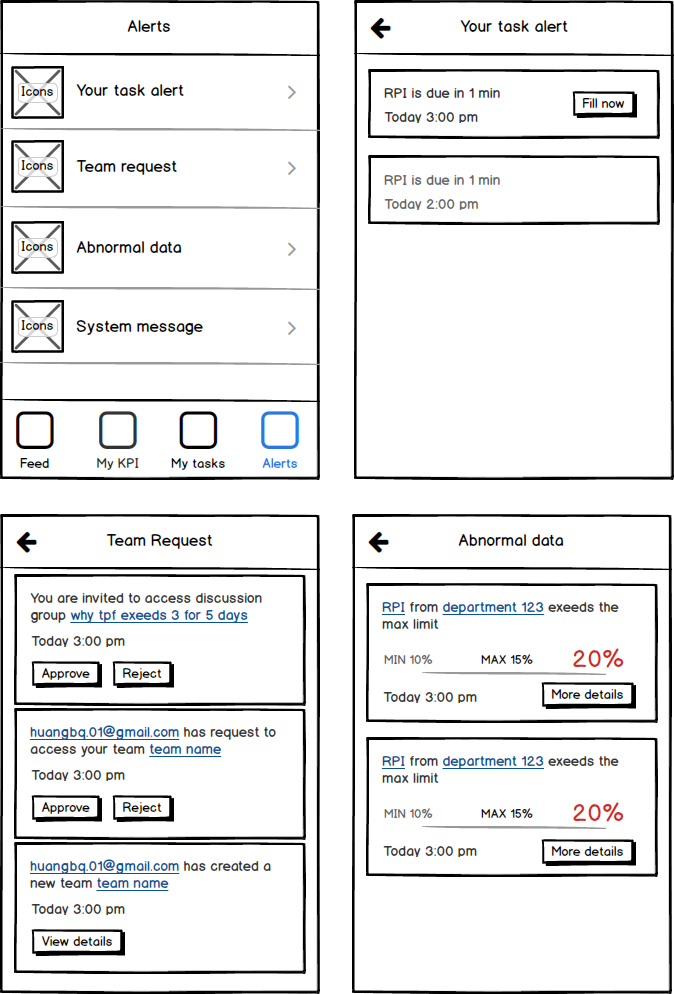 Alerts
Icons
Your task alert
Icons
Team request
Icons
Abnormal data
Icons
System message
Feed
My KPI
My tasks
Alerts
Your task alert
RPI is due in 1 min
Today 3:00 pm
Fill now
RPI is due in 1 min
Today 2:00 pm
Team Request
You are invited to access discussion
group why tpf exeeds 3 for 5 days
Today 3:00 pm
Approve
Reject
huangbq.01@gmail.com has request to
access your team team name
Today 3:00 pm
Approve
Reject
huangbq.01@gmail.com has created a
new team team name
Today 3:00 pm
View details
Abnormal data
RPI from department 123 exeeds the
max limit
MIN 10%
MAX 15%
20%
Today 3:00 pm
More details
RPI from department 123 exeeds the
max limit
MIN 10%
MAX 15%
20%
Today 3:00 pm
More details